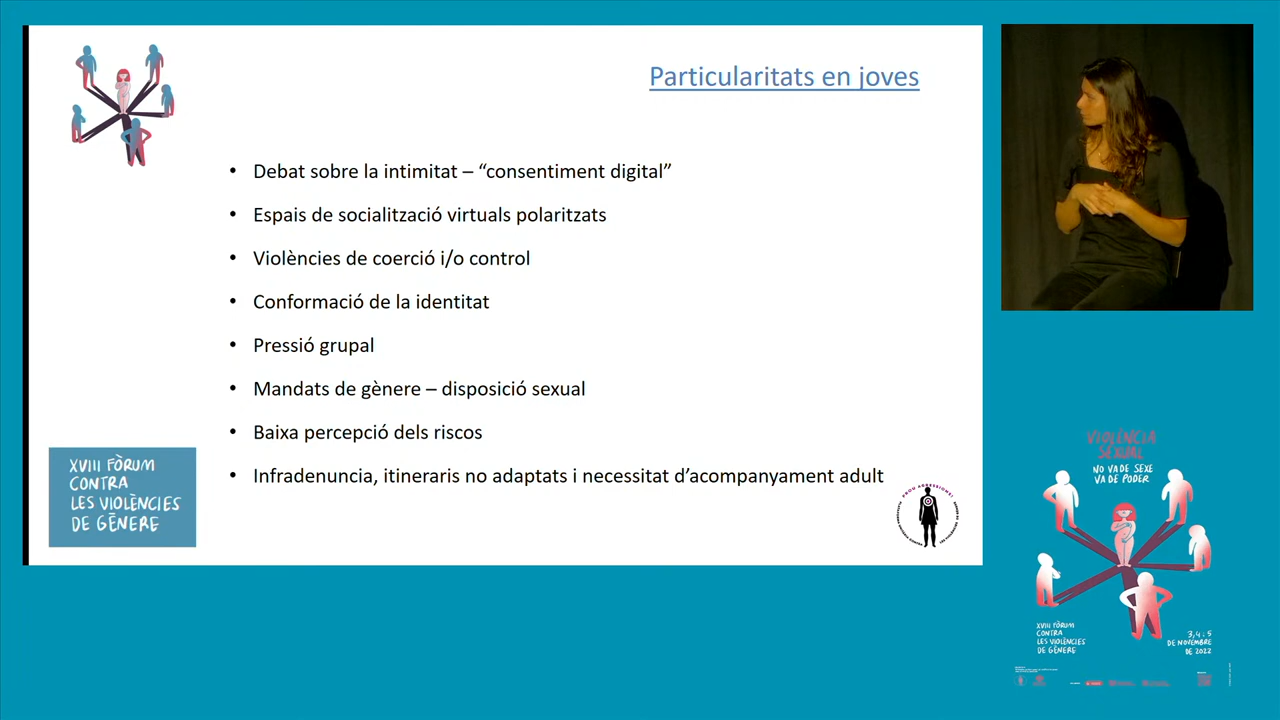 Particularitats en joves
• Debat sobre la intimitat – “consentiment digital”
• Espais de socialització virtuals polaritzats
• Violències de coerció i/o control
• Conformació de la identitat
• Pressió grupal
• Mandats de gènere – disposició sexual
• Baixa percepció dels riscos
• Infradenuncia, itineraris no adaptats i necessitat d’acompanyament adult
XVIII FÒRUM
CONTRA
LES VIOLÈNCIES
DE GÈNERE
PROU AGRESSIONS!
VIOLÈNCIA
SEXUAL
NO VA DE SEXE
VA DE PODER
XVIII FÒRUM
CONTRA
LES VIOLÈNCIES
DE GÈNERE
3, 4 i 5
DE NOVEMBRE
DE 2022